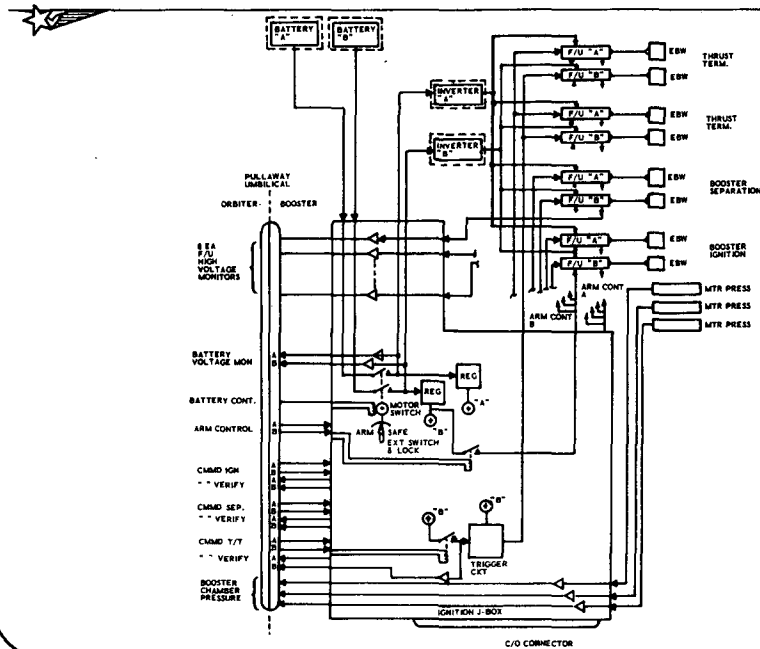 BATTERY "A"
BATTERY "B"
INVERTER "A"
INVERTER "B"
F/U "A"
EBW
F/U "B"
EBW
THRUST
TERM.
F/U "A"
EBW
F/U "B"
EBW
THRUST
TERM.
F/U "A"
EBW
F/U "B"
EBW
BOOSTER
SEPARATION
F/U "A"
EBW
F/U "B"
EBW
BOOSTER
IGNITION
PULLAWAY
UMBILICAL
ORBITER- BOOSTER
8 EA
F/U
HIGH
VOLTAGE
MONITORS
ARM CONT
A
ARM CONT
B
MTR PRESS
MTR PRESS
MTR PRESS
BATTERY
VOLTAGE MON
A
B
REG
REG
"A"
"B"
BATTERY CONT.
MOTOR
SWITCH
ARM SAFE
EXT SWITCH
& LOCK
ARM CONTROL
A
B
CMMD IGN
A
B
" " VERIFY
A
B
CMMD SEP.
A
B
" " VERIFY
A
B
CMMD T/T
A
B
" " VERIFY
A
B
"B"
"B"
TRIGGER
CKT
BOOSTER
CHAMBER
PRESSURE
IGNITION J-BOX
C/O CONNECTOR